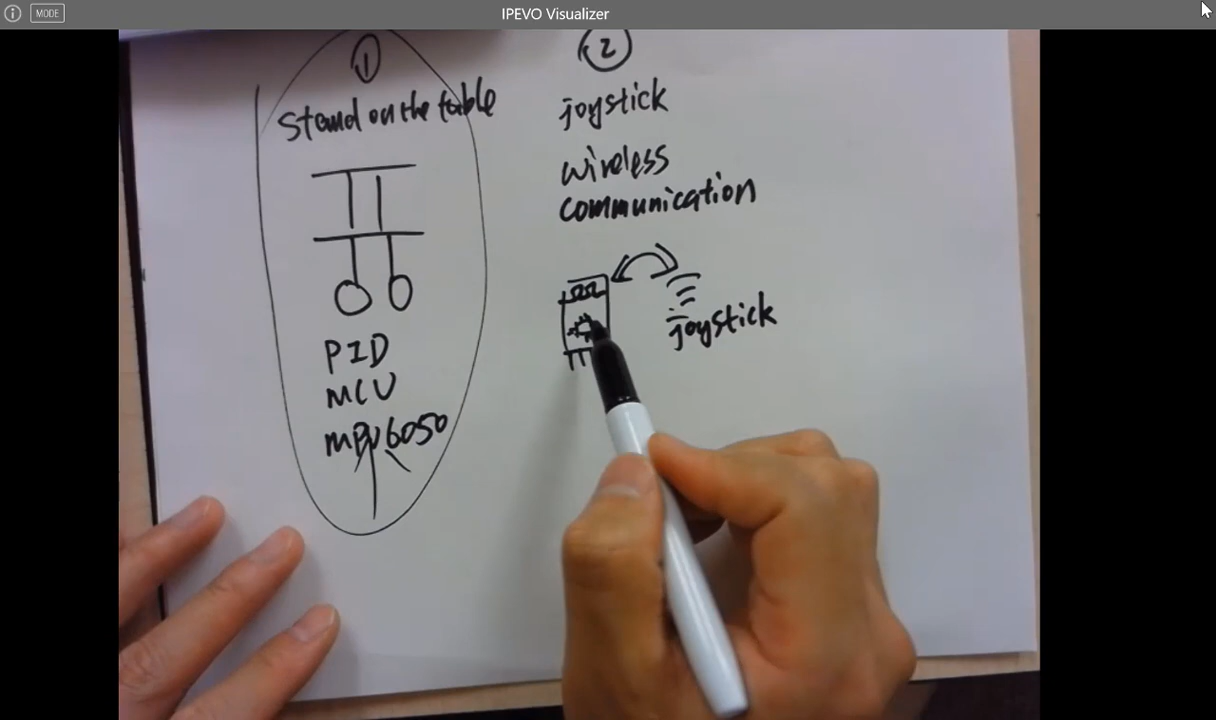 MODE
IPEVO Visualizer
1
Stand on the table
PID
MCU
MPU6050
2
joystick
wireless
communication
joystick